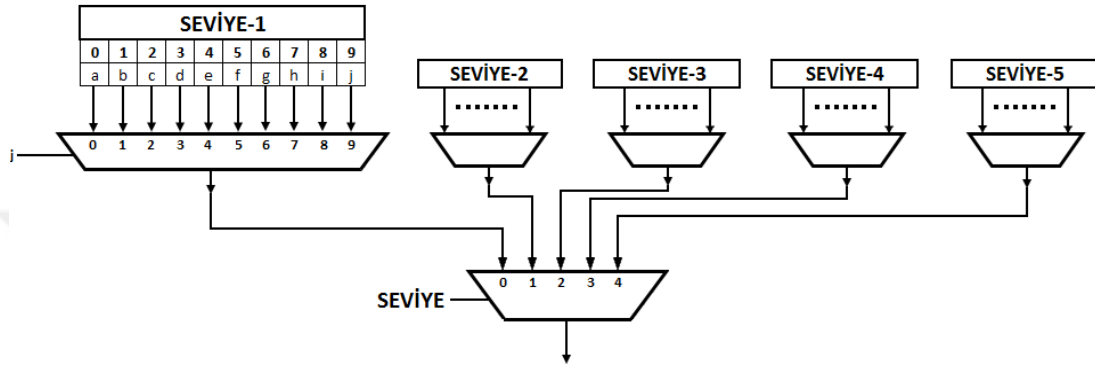 SEVİYE-1
0 1 2 3 4 5 6 7 8 9
a b c d e f g h i j
SEVİYE-2
SEVİYE-3
SEVİYE-4
SEVİYE-5
0 1 2 3 4 5 6 7 8 9
j
0 1 2 3 4
SEVİYE